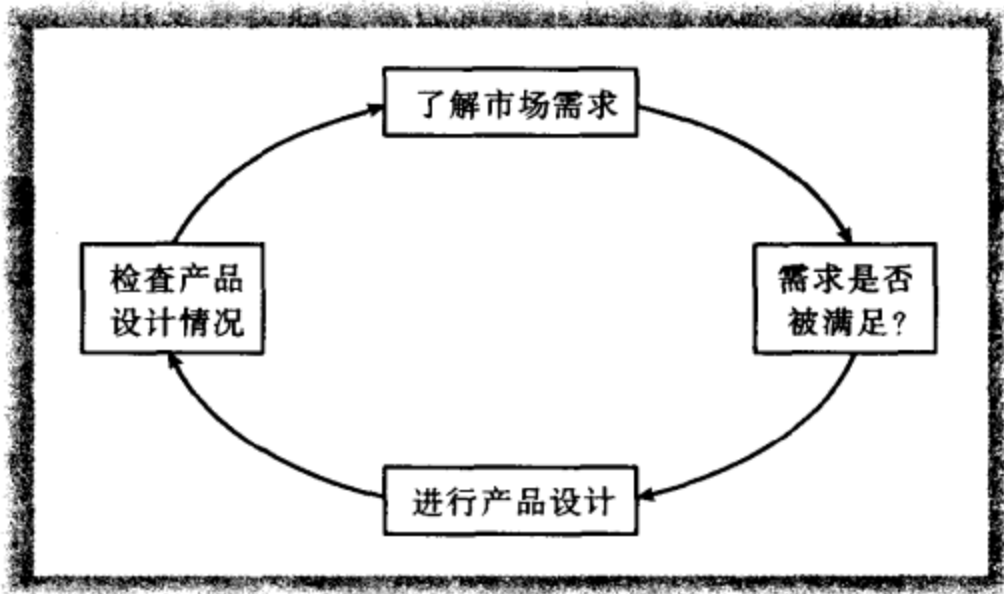 了解市场需求
需求是否
被满足?
进行产品设计
检查产品
设计情况